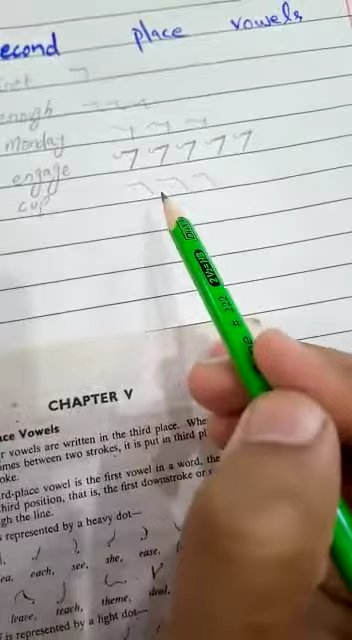 econd place vowels
enough
Monday
engage
cup
CHAPTER V
ace Vowels
r vowels are written in the third place. Whe
omes between two strokes, it is put in third pl
oke.
ird-place vowel is the first vowel in a word, the
third position, that is, the first downstroke or
gh the line.
s represented by a heavy dot—
ea, each, see, she, ease,
leave, teach, theme, deal,
is represented by a light dot—